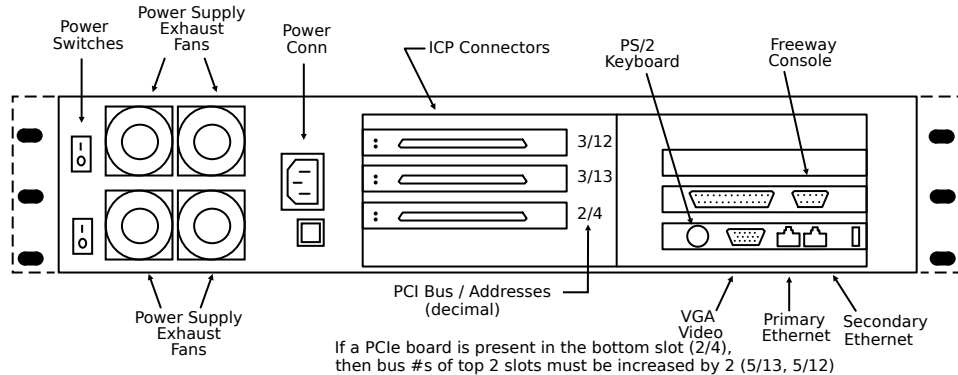 Power
Switches
Power Supply
Exhaust
Fans
Power
Conn
ICP Connectors
PS/2
Keyboard
Freeway
Console
3/12
3/13
2/4
Power Supply
Exhaust
Fans
PCI Bus / Addresses
(decimal)
VGA
Video
Primary
Ethernet
Secondary
Ethernet
If a PCIe board is present in the bottom slot (2/4),
then bus #s of top 2 slots must be increased by 2 (5/13, 5/12)